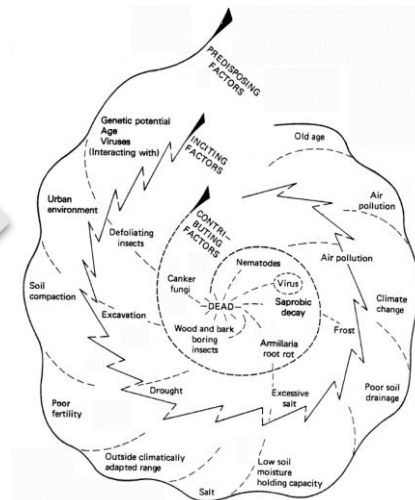 PREDISPOSING
FACTORS
INCITING
FACTORS
CONTRI-
BUTING
FACTORS
Genetic potential
Age
Viruses
(Interacting with)
Old age
Urban
environment
Defoliating
insects
Air
pollution
Nematodes
Air pollution
Canker
fungi
Virus
Soil
compaction
Excavation
DEAD
Saprobic
decay
Climate
change
Frost
Wood and bark
boring
insects
Armillaria
root rot
Poor soil
drainage
Drought
Excessive
salt
Poor
fertility
Outside climatically
adapted range
Salt
Low soil
moisture
holding capacity